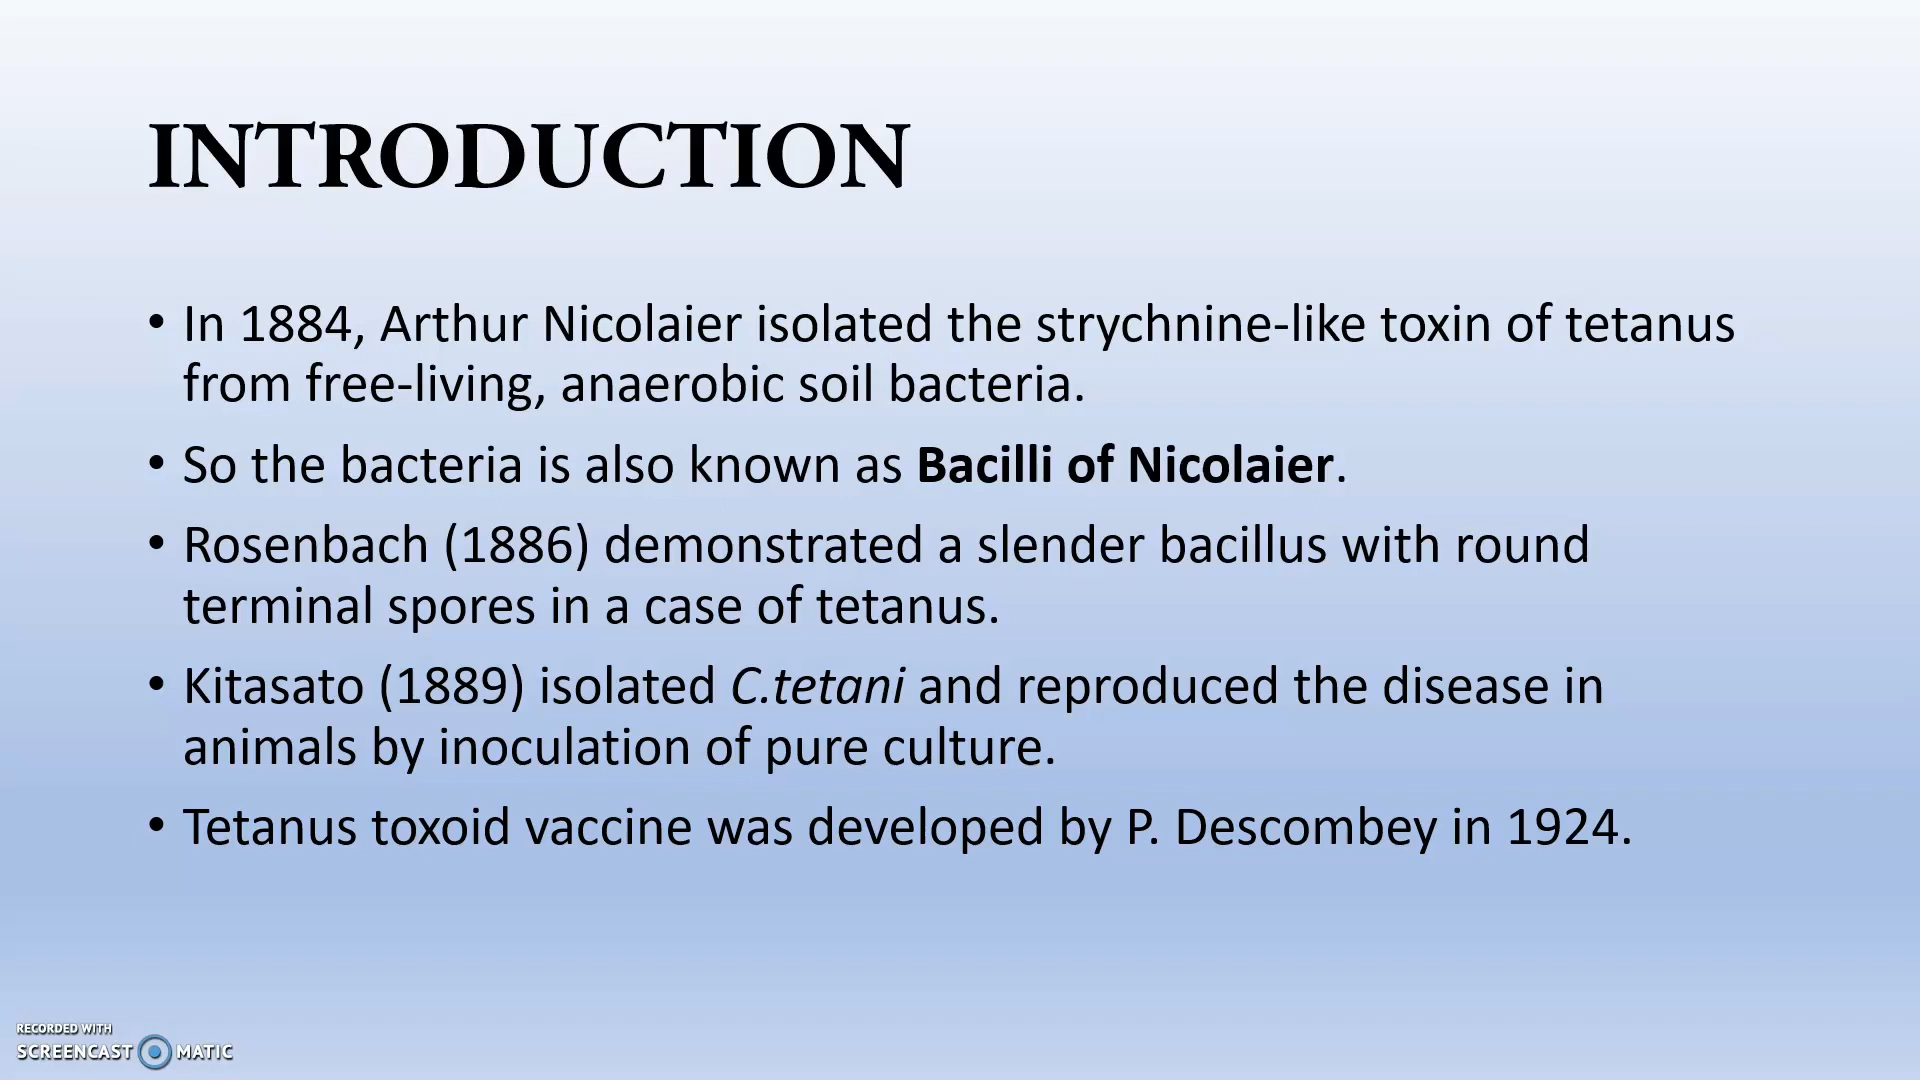 INTRODUCTION
• In 1884, Arthur Nicolaier isolated the strychnine-like toxin of tetanus
from free-living, anaerobic soil bacteria.
• So the bacteria is also known as Bacilli of Nicolaier.
• Rosenbach (1886) demonstrated a slender bacillus with round
terminal spores in a case of tetanus.
• Kitasato (1889) isolated C.tetani and reproduced the disease in
animals by inoculation of pure culture.
• Tetanus toxoid vaccine was developed by P. Descombey in 1924.
RECORDED WITH
SCREENCAST MATIC